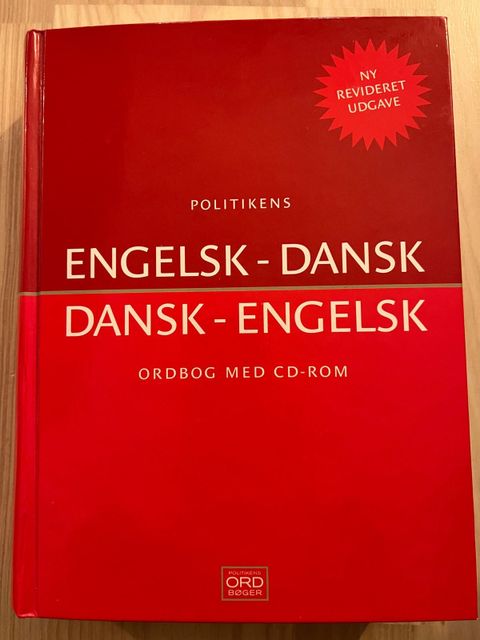 NY
REVIDERET
UDGAVE
POLITIKENS
ENGELSK - DANSK
DANSK - ENGELSK
ORDBOG MED CD-ROM
POLITIKENS
ORD
BØGER